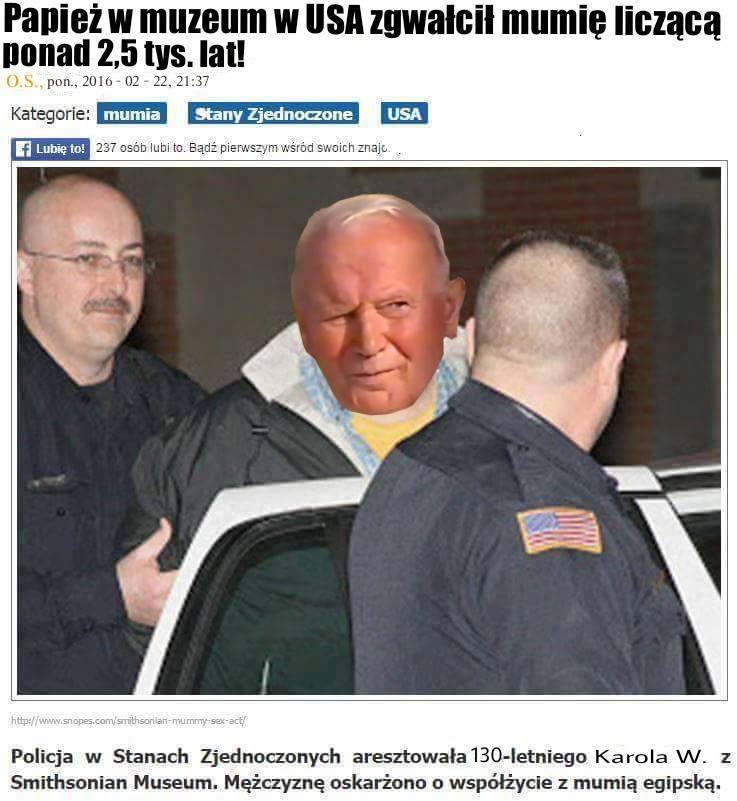 Papież w muzeum w USA zgwałcił mumię liczącą
ponad 2,5 tys. lat!
O.S., pon., 2016 - 02 - 22, 21:37
Kategorie: mumia Stany Zjednoczone USA
f Lubię to! 237 osób lubi to. Bądź pierwszym wśród swoich znajc.
http://www.snopes.com/smithsonian-mummy-sex-act/
Policja w Stanach Zjednoczonych aresztowała 130-letniego Karola W. z
Smithsonian Museum. Mężczyznę oskarżono o współżycie z mumią egipską.